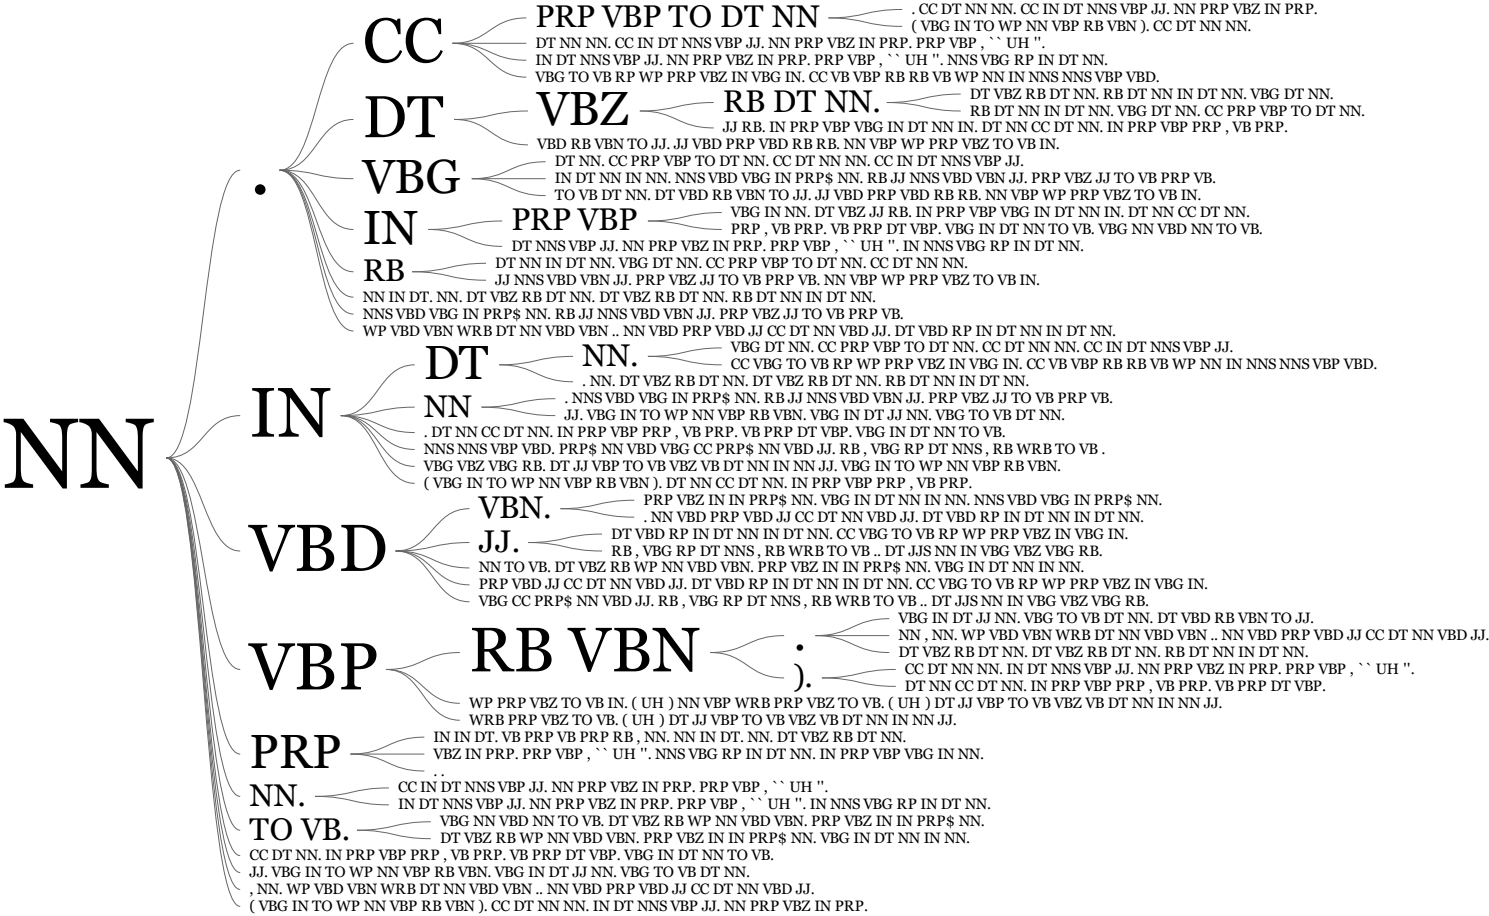 NN
.
CC
PRP VBP TO DT NN
. CC DT NN NN. CC IN DT NNS VBP JJ. NN PRP VBZ IN PRP.
( VBG IN TO WP NN VBP RB VBN ). CC DT NN NN.
DT NN NN. CC IN DT NNS VBP JJ. NN PRP VBZ IN PRP. PRP VBP , `` UH ''.
IN DT NNS VBP JJ. NN PRP VBZ IN PRP. PRP VBP , `` UH ''. NNS VBG RP IN DT NN.
VBG TO VB RP WP PRP VBZ IN VBG IN. CC VB VBP RB RB VB WP NN IN NNS NNS VBP VBD.
DT
VBZ
RB DT NN.
DT VBZ RB DT NN. RB DT NN IN DT NN. VBG DT NN.
RB DT NN IN DT NN. VBG DT NN. CC PRP VBP TO DT NN.
JJ RB. IN PRP VBP VBG IN DT NN IN. DT NN CC DT NN. IN PRP VBP PRP , VB PRP.
VBD RB VBN TO JJ. JJ VBD PRP VBD RB RB. NN VBP WP PRP VBZ TO VB IN.
VBG
DT NN. CC PRP VBP TO DT NN. CC DT NN NN. CC IN DT NNS VBP JJ.
IN DT NN IN NN. NNS VBD VBG IN PRP$ NN. RB JJ NNS VBD VBN JJ. PRP VBZ JJ TO VB PRP VB.
TO VB DT NN. DT VBD RB VBN TO JJ. JJ VBD PRP VBD RB RB. NN VBP WP PRP VBZ TO VB IN.
IN
PRP VBP
VBG IN NN. DT VBZ JJ RB. IN PRP VBP VBG IN DT NN IN. DT NN CC DT NN.
PRP , VB PRP. VB PRP DT VBP. VBG IN DT NN TO VB. VBG NN VBD NN TO VB.
DT NNS VBP JJ. NN PRP VBZ IN PRP. PRP VBP , `` UH ''. IN NNS VBG RP IN DT NN.
RB
DT NN IN DT NN. VBG DT NN. CC PRP VBP TO DT NN. CC DT NN NN.
JJ NNS VBD VBN JJ. PRP VBZ JJ TO VB PRP VB. NN VBP WP PRP VBZ TO VB IN.
NN IN DT. NN. DT VBZ RB DT NN. DT VBZ RB DT NN. RB DT NN IN DT NN.
NNS VBD VBG IN PRP$ NN. RB JJ NNS VBD VBN JJ. PRP VBZ JJ TO VB PRP VB.
WP VBD VBN WRB DT NN VBD VBN .. NN VBD PRP VBD JJ CC DT NN VBD JJ. DT VBD RP IN DT NN IN DT NN.
IN
DT
NN.
VBG DT NN. CC PRP VBP TO DT NN. CC DT NN NN. CC IN DT NNS VBP JJ.
CC VBG TO VB RP WP PRP VBZ IN VBG IN. CC VB VBP RB RB VB WP NN IN NNS NNS VBP VBD.
. NN. DT VBZ RB DT NN. DT VBZ RB DT NN. RB DT NN IN DT NN.
NN
. NNS VBD VBG IN PRP$ NN. RB JJ NNS VBD VBN JJ. PRP VBZ JJ TO VB PRP VB.
JJ. VBG IN TO WP NN VBP RB VBN. VBG IN DT JJ NN. VBG TO VB DT NN.
. DT NN CC DT NN. IN PRP VBP PRP , VB PRP. VB PRP DT VBP. VBG IN DT NN TO VB.
NNS NNS VBP VBD. PRP$ NN VBD VBG CC PRP$ NN VBD JJ. RB , VBG RP DT NNS , RB WRB TO VB .
VBG VBZ VBG RB. DT JJ VBP TO VB VBZ VB DT NN IN NN JJ. VBG IN TO WP NN VBP RB VBN.
( VBG IN TO WP NN VBP RB VBN ). DT NN CC DT NN. IN PRP VBP PRP , VB PRP.
VBD
VBN.
PRP VBZ IN IN PRP$ NN. VBG IN DT NN IN NN. NNS VBD VBG IN PRP$ NN.
. NN VBD PRP VBD JJ CC DT NN VBD JJ. DT VBD RP IN DT NN IN DT NN.
JJ.
DT VBD RP IN DT NN IN DT NN. CC VBG TO VB RP WP PRP VBZ IN VBG IN.
RB , VBG RP DT NNS , RB WRB TO VB .. DT JJS NN IN VBG VBZ VBG RB.
NN TO VB. DT VBZ RB WP NN VBD VBN. PRP VBZ IN IN PRP$ NN. VBG IN DT NN IN NN.
PRP VBD JJ CC DT NN VBD JJ. DT VBD RP IN DT NN IN DT NN. CC VBG TO VB RP WP PRP VBZ IN VBG IN.
VBG CC PRP$ NN VBD JJ. RB , VBG RP DT NNS , RB WRB TO VB .. DT JJS NN IN VBG VBZ VBG RB.
VBP
RB VBN
.
VBG IN DT JJ NN. VBG TO VB DT NN. DT VBD RB VBN TO JJ.
NN , NN. WP VBD VBN WRB DT NN VBD VBN .. NN VBD PRP VBD JJ CC DT NN VBD JJ.
DT VBZ RB DT NN. DT VBZ RB DT NN. RB DT NN IN DT NN.
).
CC DT NN NN. IN DT NNS VBP JJ. NN PRP VBZ IN PRP. PRP VBP , `` UH ''.
DT NN CC DT NN. IN PRP VBP PRP , VB PRP. VB PRP DT VBP.
WP PRP VBZ TO VB IN. ( UH ) NN VBP WRB PRP VBZ TO VB. ( UH ) DT JJ VBP TO VB VBZ VB DT NN IN NN JJ.
WRB PRP VBZ TO VB. ( UH ) DT JJ VBP TO VB VBZ VB DT NN IN NN JJ.
PRP
IN IN DT. VB PRP VB PRP RB , NN. NN IN DT. NN. DT VBZ RB DT NN.
VBZ IN PRP. PRP VBP , `` UH ''. NNS VBG RP IN DT NN. IN PRP VBP VBG IN NN.
. .
NN.
CC IN DT NNS VBP JJ. NN PRP VBZ IN PRP. PRP VBP , `` UH ''.
IN DT NNS VBP JJ. NN PRP VBZ IN PRP. PRP VBP , `` UH ''. IN NNS VBG RP IN DT NN.
TO VB.
VBG NN VBD NN TO VB. DT VBZ RB WP NN VBD VBN. PRP VBZ IN IN PRP$ NN.
DT VBZ RB WP NN VBD VBN. PRP VBZ IN IN PRP$ NN. VBG IN DT NN IN NN.
CC DT NN. IN PRP VBP PRP , VB PRP. VB PRP DT VBP. VBG IN DT NN TO VB.
JJ. VBG IN TO WP NN VBP RB VBN. VBG IN DT JJ NN. VBG TO VB DT NN.
, NN. WP VBD VBN WRB DT NN VBD VBN .. NN VBD PRP VBD JJ CC DT NN VBD JJ.
( VBG IN TO WP NN VBP RB VBN ). CC DT NN NN. IN DT NNS VBP JJ. NN PRP VBZ IN PRP.